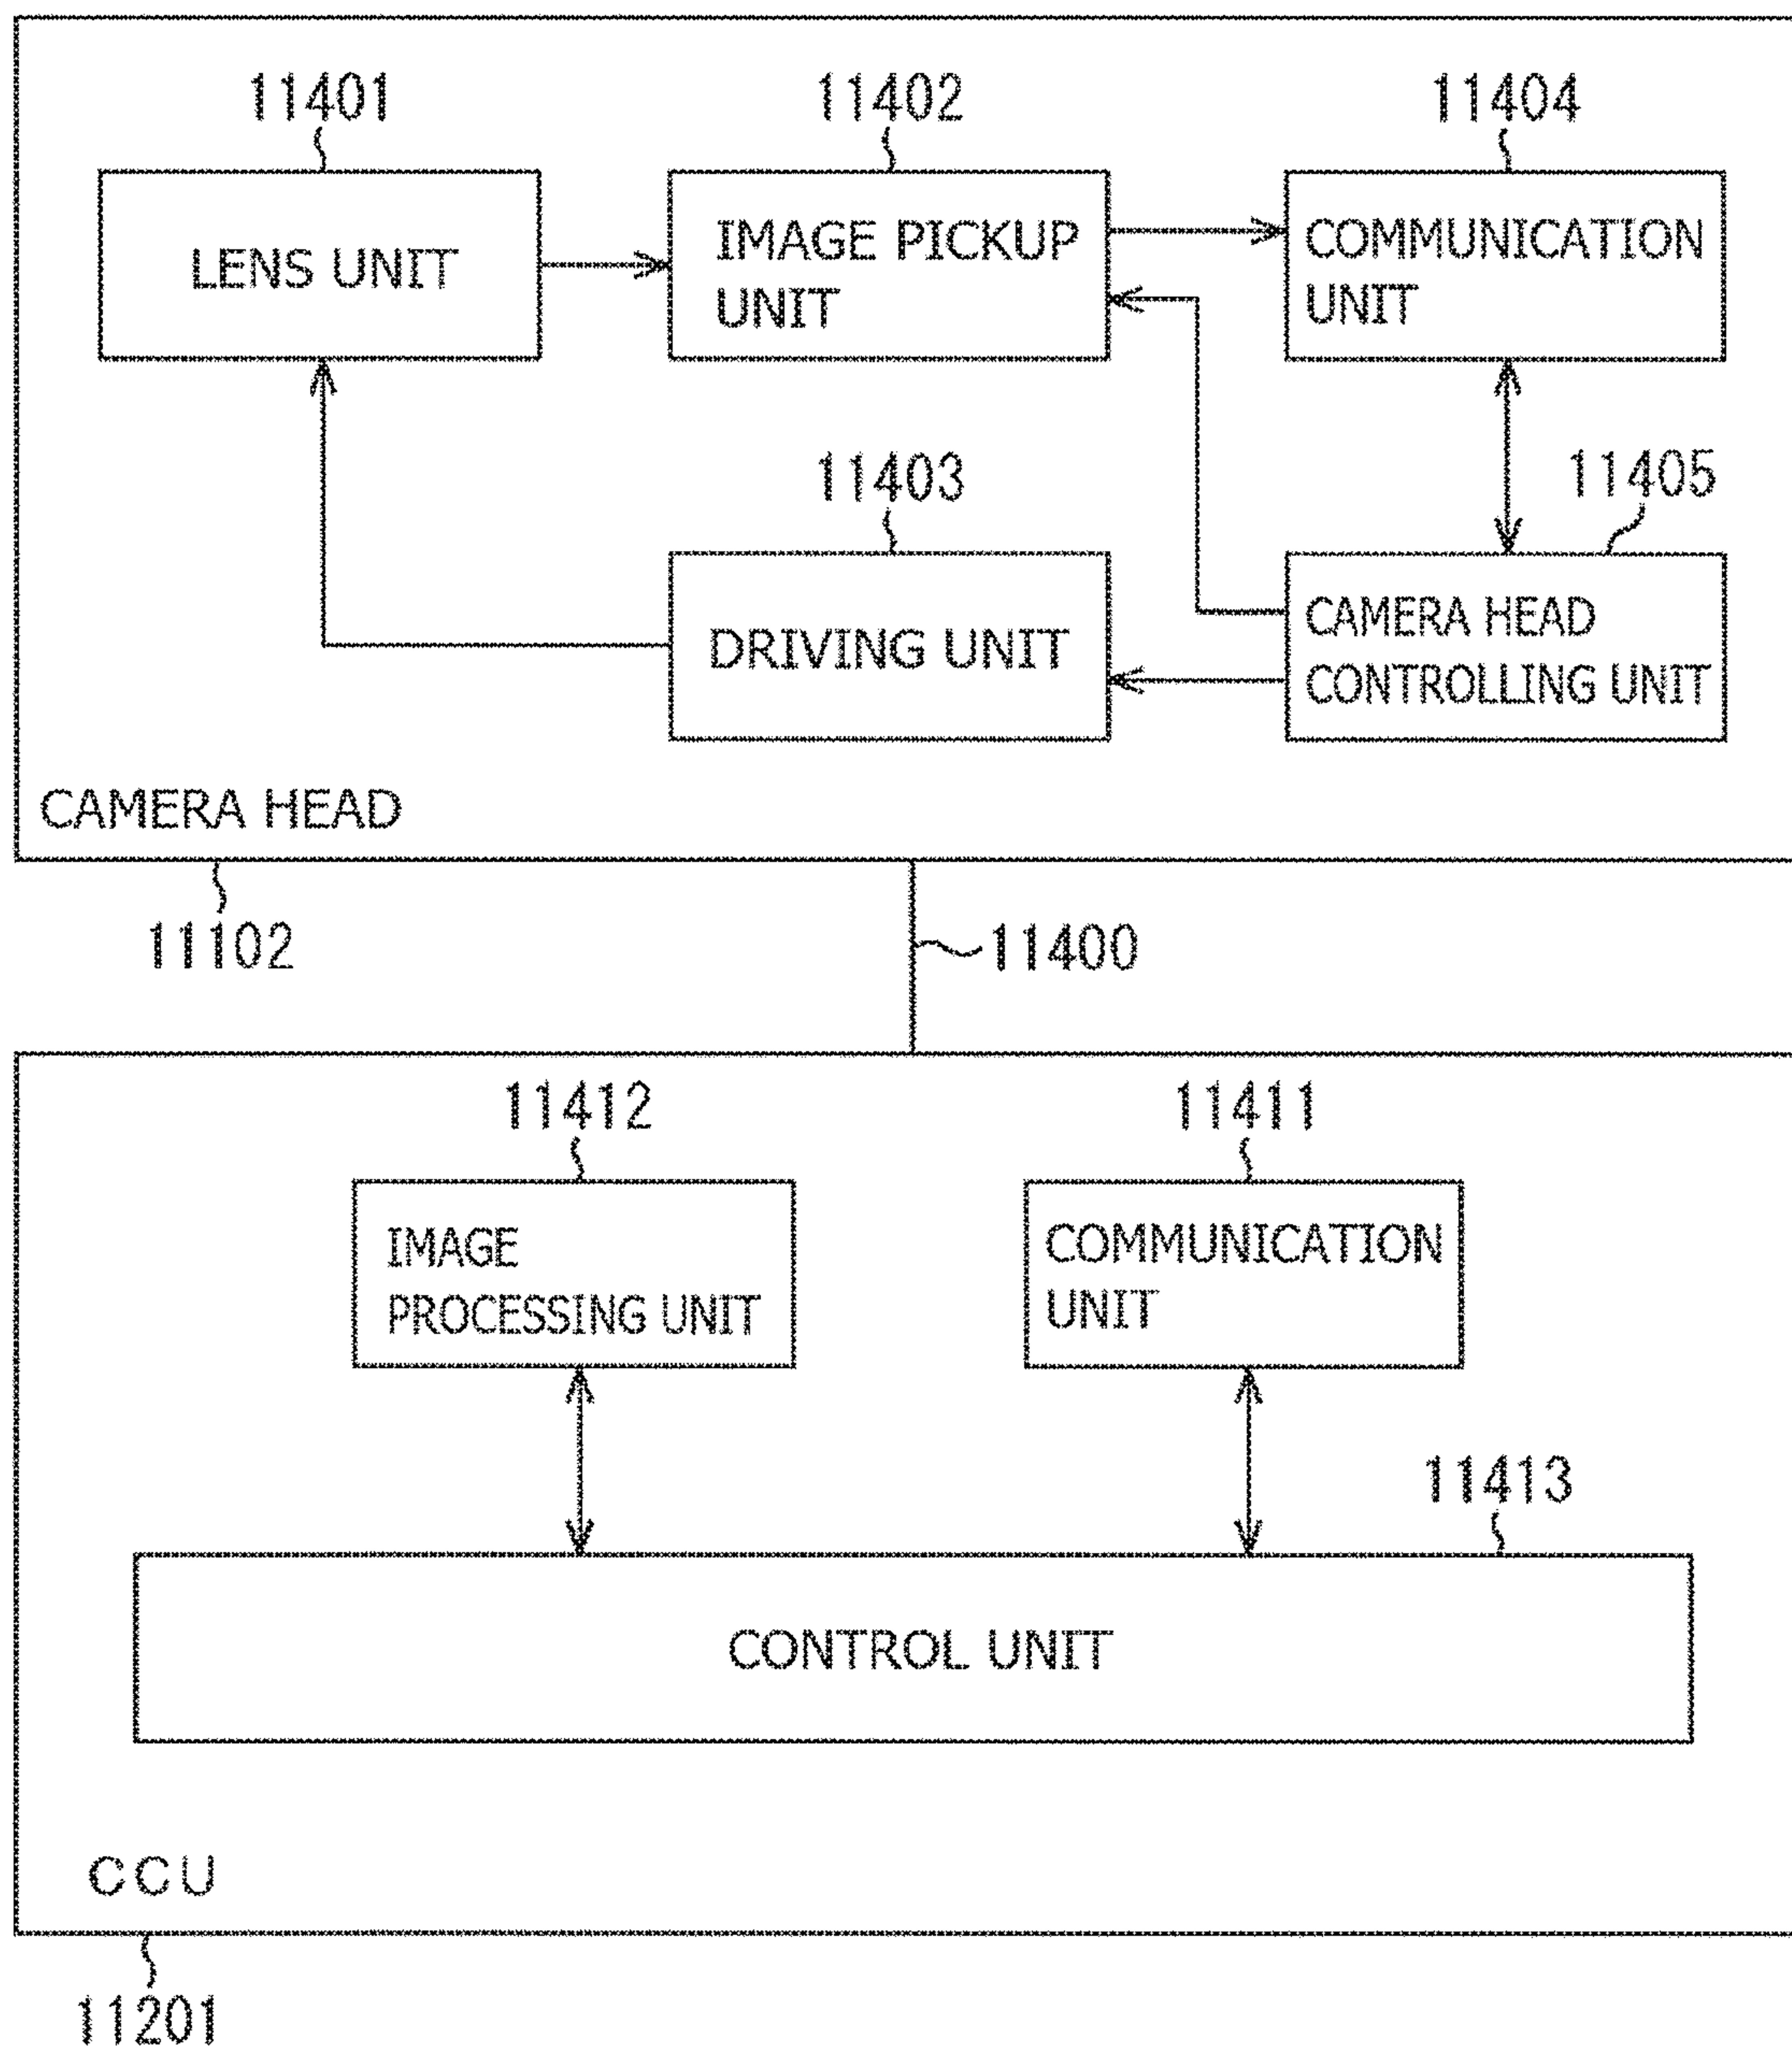 11401
11402
11404
LENS UNIT
IMAGE PICKUP
UNIT
COMMUNICATION
UNIT
11403
11405
DRIVING UNIT
CAMERA HEAD
CONTROLLING UNIT
CAMERA HEAD
11102
11400
11412
11411
IMAGE
PROCESSING UNIT
COMMUNICATION
UNIT
11413
CONTROL UNIT
CCU
11201